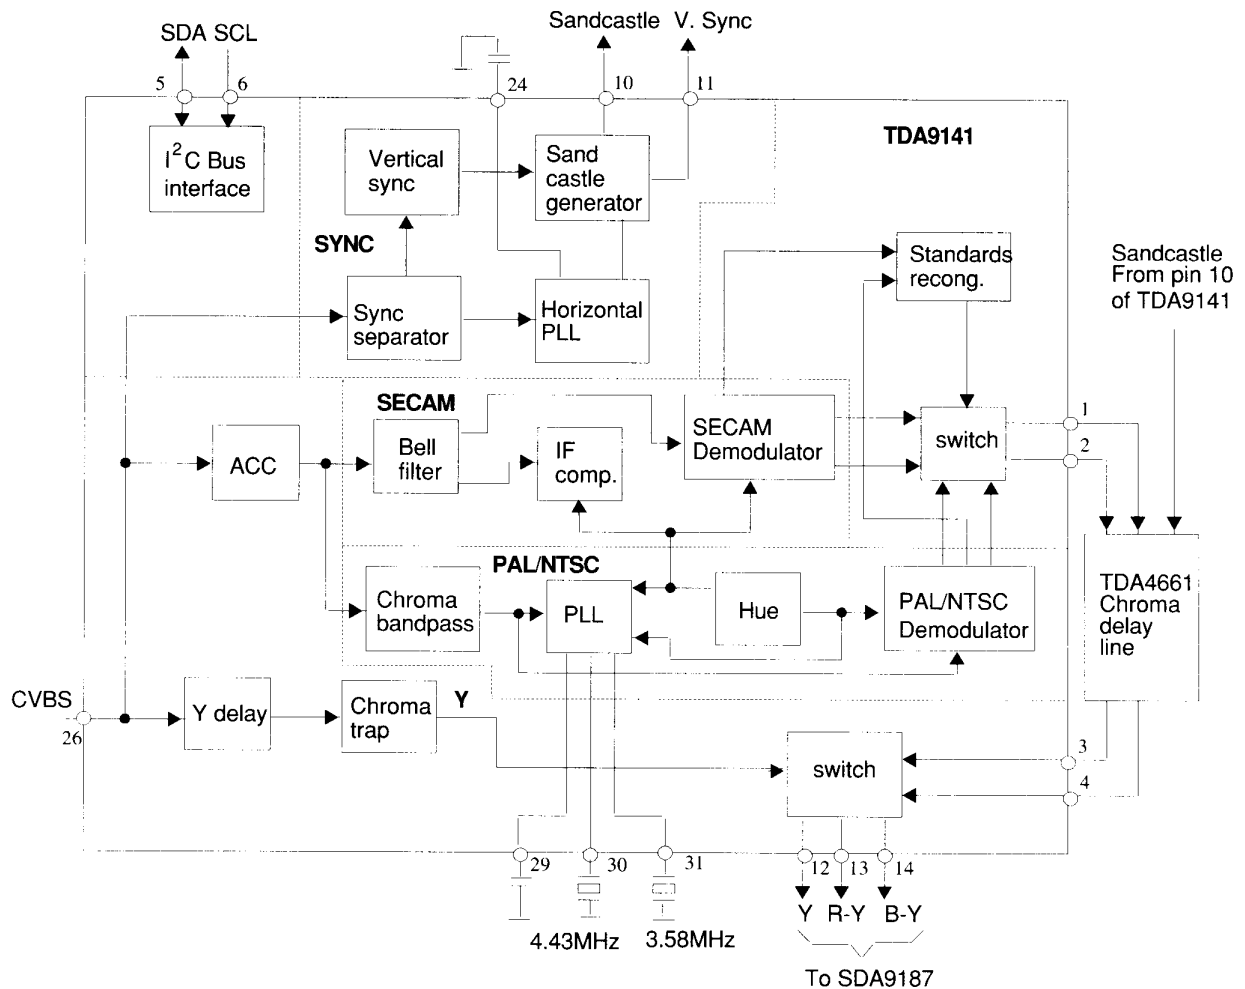 Sandcastle V. Sync
SDA SCL
5
6
24
10
11
TDA9141
I2C Bus
interface
Vertical
sync
Sand
castle
generator
SYNC
Standards
recong.
Sandcastle
From pin 10
of TDA9141
Sync
separator
Horizontal
PLL
SECAM
Bell
filter
IF
comp.
SECAM
Demodulator
switch
1
2
ACC
PAL/NTSC
Chroma
bandpass
PLL
Hue
PAL/NTSC
Demodulator
TDA4661
Chroma
delay
line
CVBS
26
Y delay
Chroma
trap
Y
switch
3
4
29
30
31
12
13
14
4.43MHz
3.58MHz
Y R-Y B-Y
To SDA9187